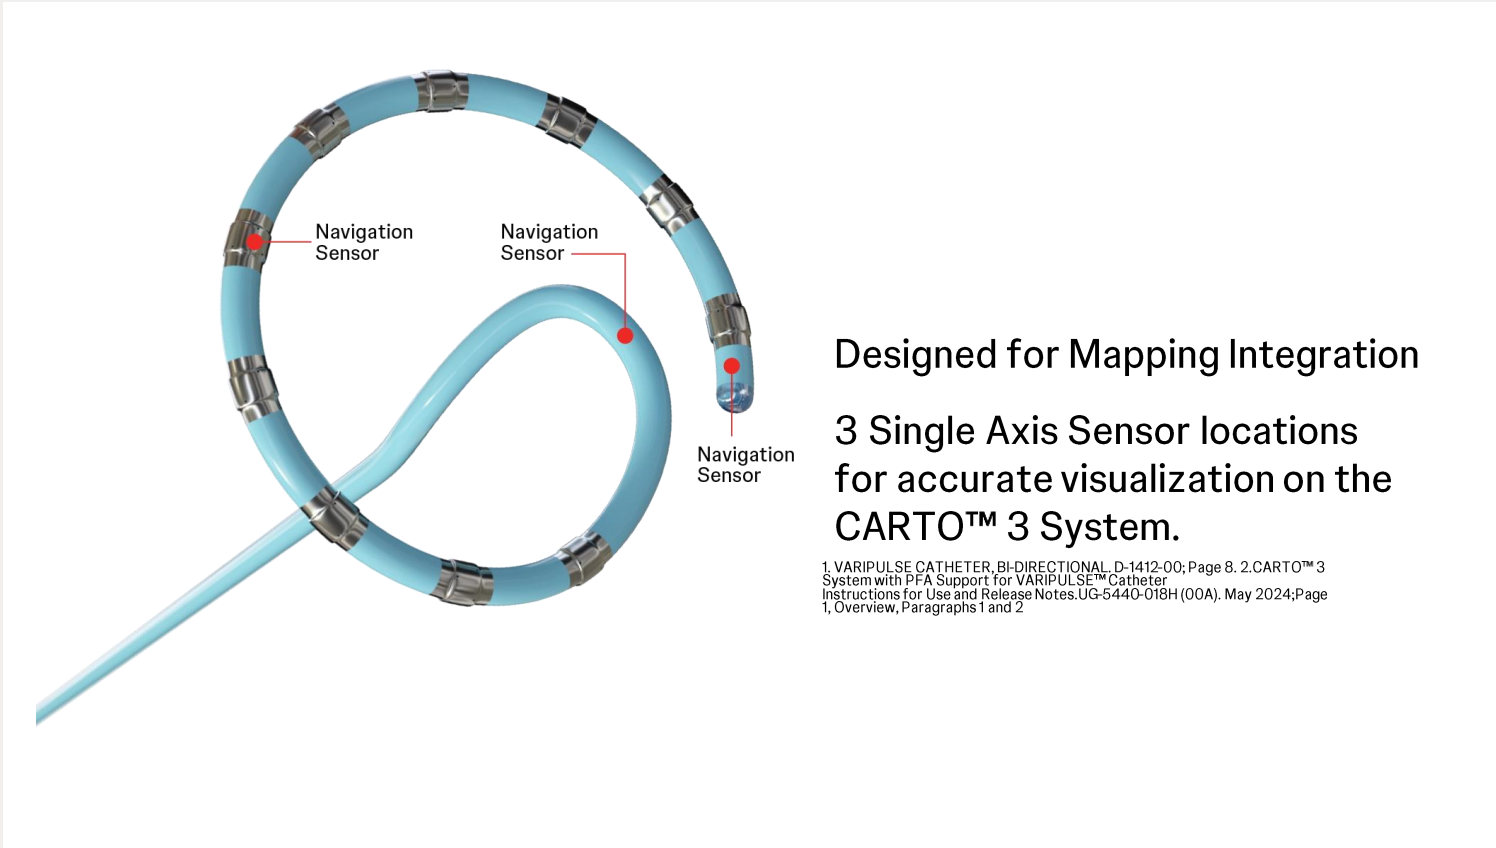 Navigation
Sensor
Navigation
Sensor
Navigation
Sensor
Designed for Mapping Integration
3 Single Axis Sensor locations
for accurate visualization on the
CARTO™ 3 System.
1. VARIPULSE CATHETER, BI-DIRECTIONAL. D-1412-00; Page 8. 2.CARTO™ 3
System with PFA Support for VARIPULSE™ Catheter
Instructions for Use and Release Notes.UG-5440-018H (00A). May 2024;Page
1, Overview, Paragraphs 1 and 2